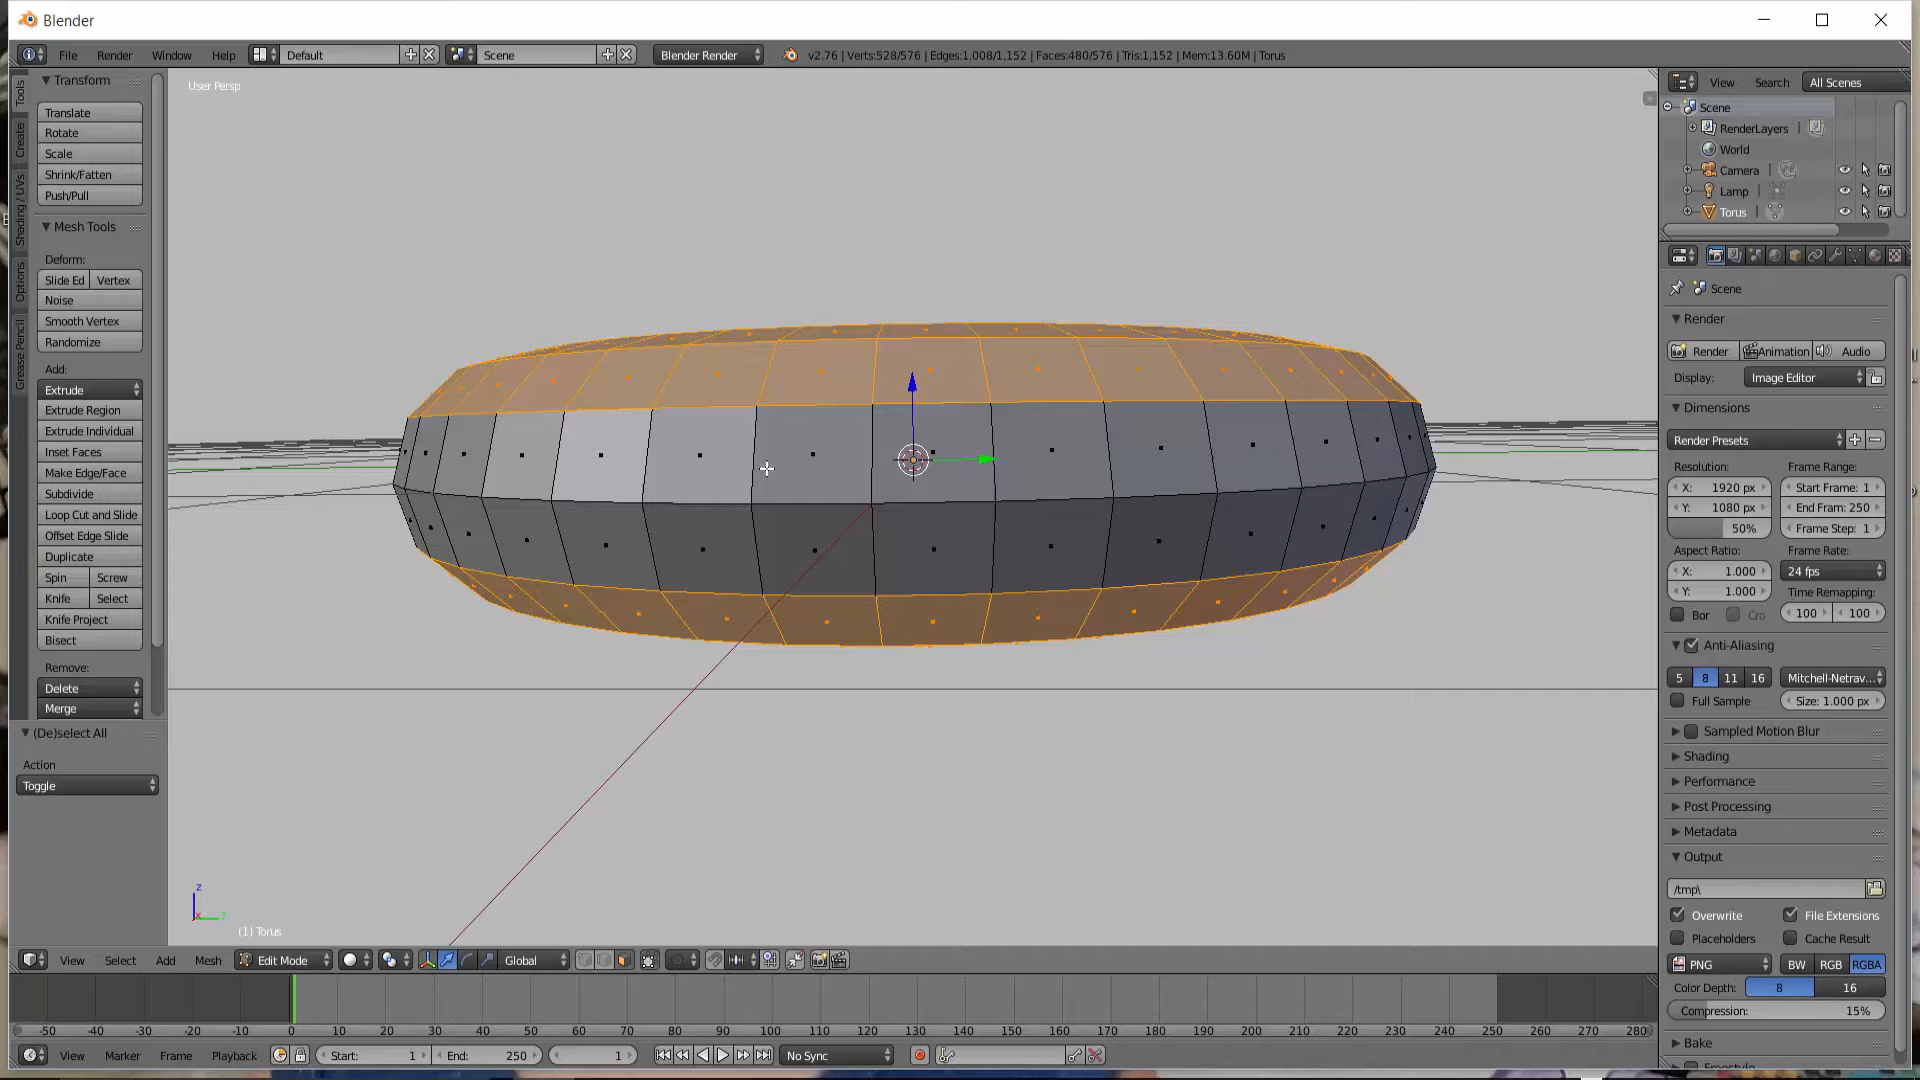 Blender
File Render Window Help Default Scene Blender Render v2.76 | Verts:528/576 | Edges:1,008/1,152 | Faces:480/576 | Tris:1,152 | Mem:13.60M | Torus
Tools
Create
Shading / UVs
Options
Grease Pencil
Transform
Translate
Rotate
Scale
Shrink/Fatten
Push/Pull
Mesh Tools
Deform:
Slide Ed Vertex
Noise
Smooth Vertex
Randomize
Add:
Extrude
Extrude Region
Extrude Individual
Inset Faces
Make Edge/Face
Subdivide
Loop Cut and Slide
Offset Edge Slide
Duplicate
Spin Screw
Knife Select
Knife Project
Bisect
Remove:
Delete
Merge
(De)select All
Action
Toggle
User Persp
z
x
(1) Torus
View Select Add Mesh Edit Mode Global
-50 -40 -30 -20 -10 0 10 20 30 40 50 60 70 80 90 100 110 120 130 140 150 160 170 180 190 200 210 220 230 240 250 260 270 280
View Marker Frame Playback Start: 1 End: 250 1 No Sync
View Search All Scenes
Scene
RenderLayers
World
Camera
Lamp
Torus
Scene
Render
Render Animation Audio
Display: Image Editor
Dimensions
Render Presets
Resolution: Frame Range:
X: 1920 px Start Frame: 1
Y: 1080 px End Fram: 250
50% Frame Step: 1
Aspect Ratio: Frame Rate:
X: 1.000 24 fps
Y: 1.000 Time Remapping:
Bor Cro 100 100
Anti-Aliasing
5 8 11 16 Mitchell-Netrav...
Full Sample Size: 1.000 px
Sampled Motion Blur
Shading
Performance
Post Processing
Metadata
Output
/tmp\
Overwrite File Extensions
Placeholders Cache Result
PNG BW RGB RGBA
Color Depth: 8 16
Compression: 15%
Bake
Freestyle